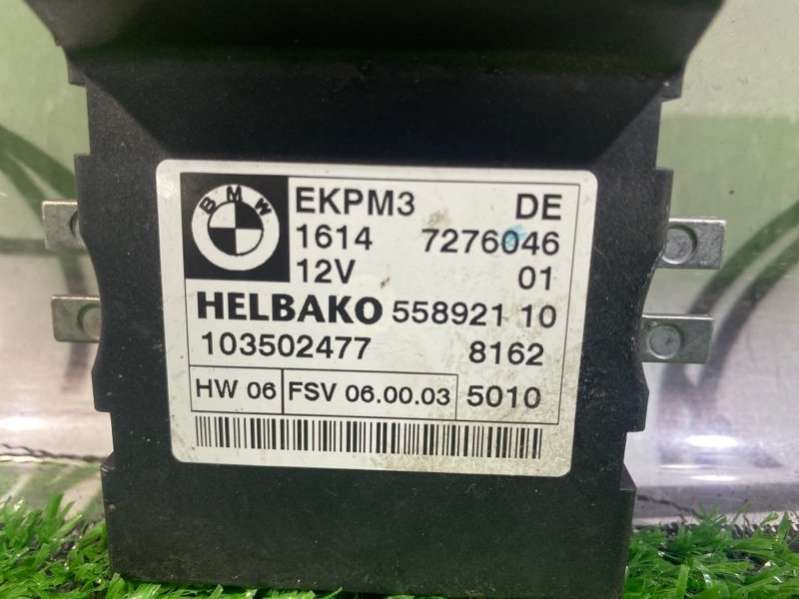 BMW
EKPM3 DE
1614 7276046
12V 01
HELBAKO 558921 10
103502477 8162
HW 06 FSV 06.00.03 5010